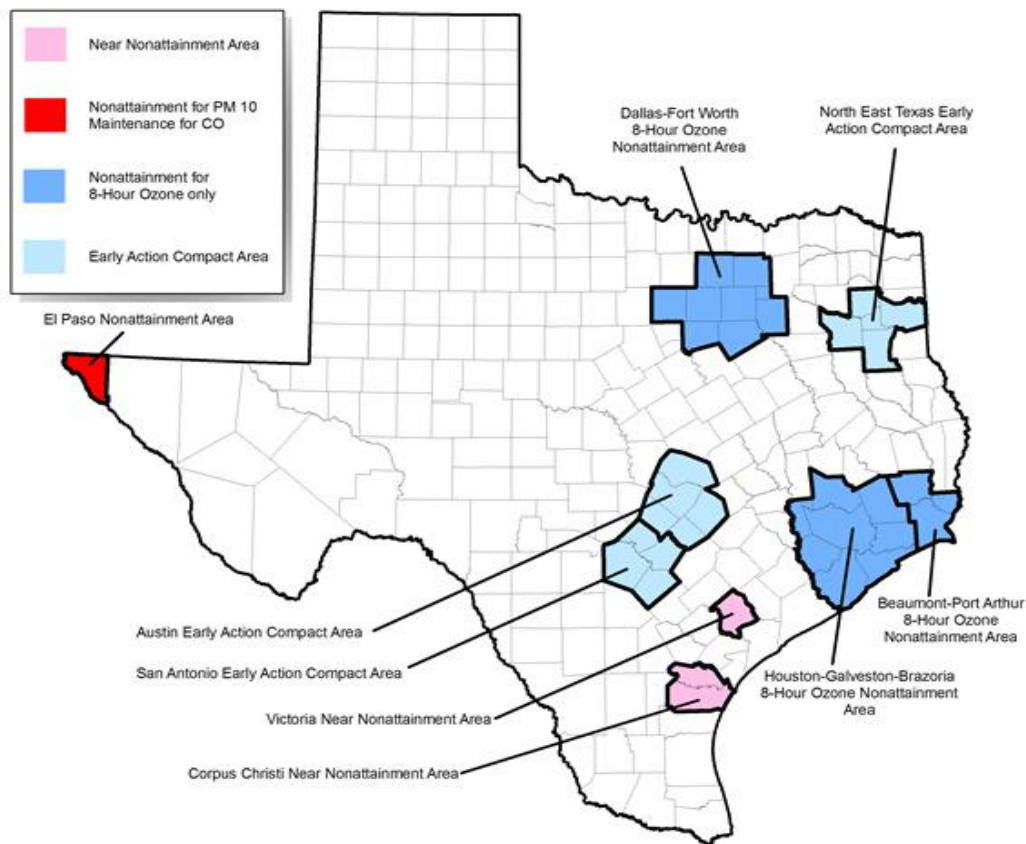 Near Nonattainment Area
Nonattainment for PM 10
Maintenance for CO
Nonattainment for
8-Hour Ozone only
Early Action Compact Area
Dallas-Fort Worth
8-Hour Ozone
Nonattainment Area
North East Texas Early
Action Compact Area
El Paso Nonattainment Area
Austin Early Action Compact Area
San Antonio Early Action Compact Area
Victoria Near Nonattainment Area
Corpus Christi Near Nonattainment Area
Beaumont-Port Arthur
8-Hour Ozone
Nonattainment Area
Houston-Galveston-Brazoria
8-Hour Ozone Nonattainment
Area